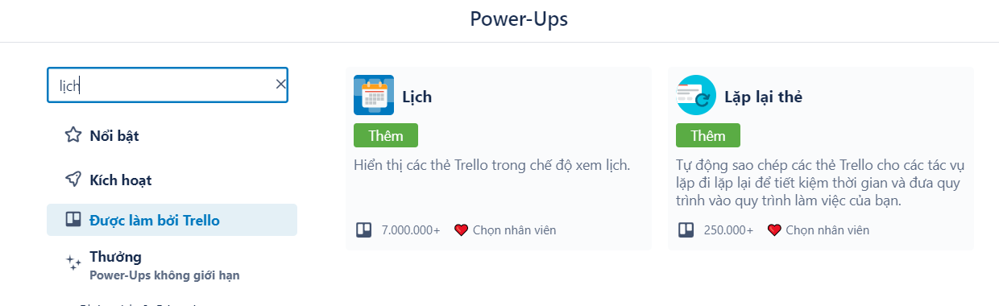 Power-Ups
lịch
Nổi bật
Kích hoạt
Được làm bởi Trello
Thưởng
Power-Ups không giới hạn
Lịch
Thêm
Hiển thị các thẻ Trello trong chế độ xem lịch.
7.000.000+ Chọn nhân viên
Lặp lại thẻ
Thêm
Tự động sao chép các thẻ Trello cho các tác vụ
lặp đi lặp lại để tiết kiệm thời gian và đưa quy
trình vào quy trình làm việc của bạn.
250.000+ Chọn nhân viên